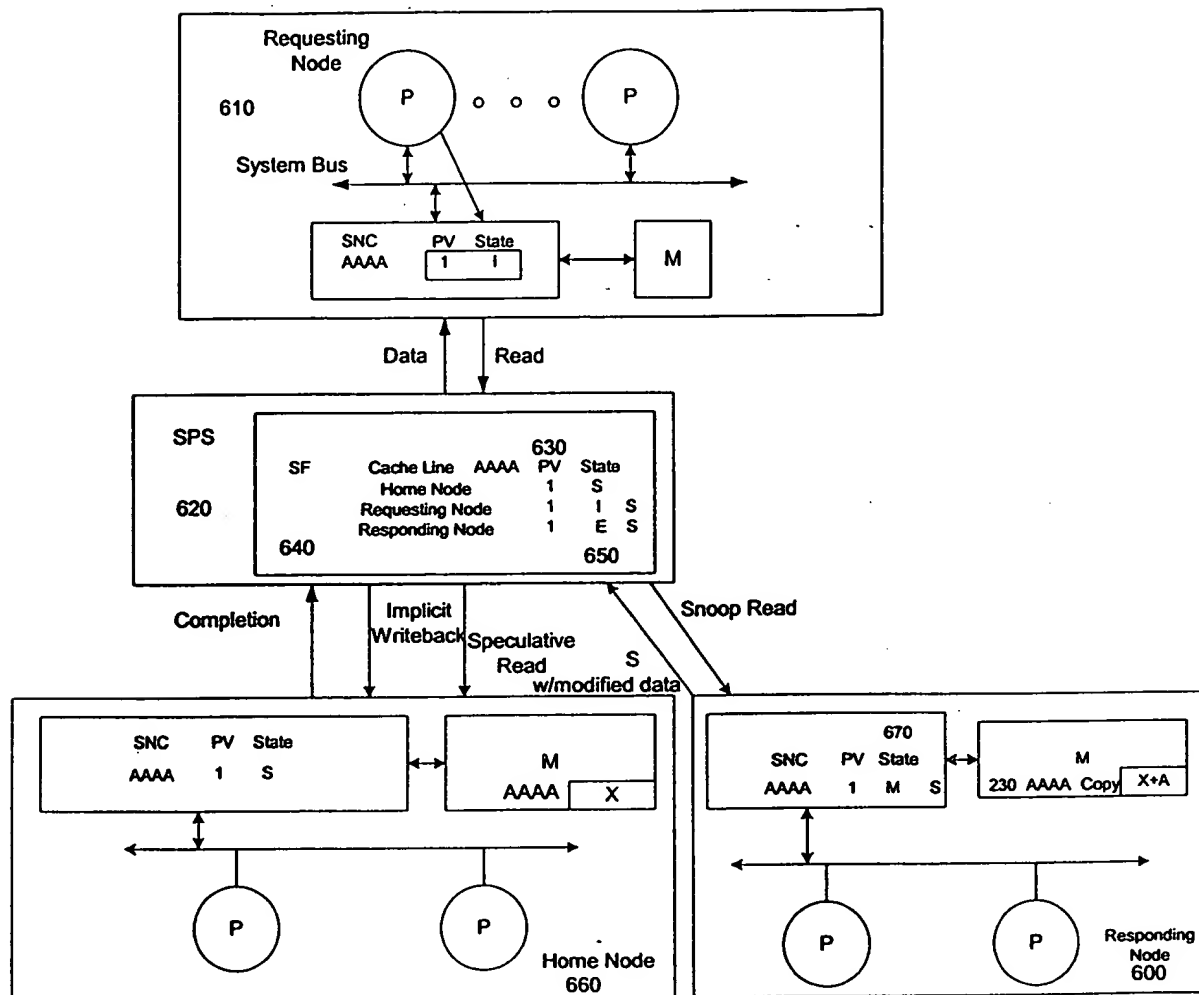 Requesting
Node
610
P
P
System Bus
SNC PV State
AAAA 1 I
M
Data
Read
SPS
620
630
SF Cache Line AAAA PV State
Home Node 1 S
Requesting Node 1 I S
Responding Node 1 E S
640
650
Completion
Implicit
Writeback
Speculative
Read
S
w/modified data
Snoop Read
SNC PV State
AAAA 1 S
M
AAAA X
P
P
Home Node
660
670
SNC PV State
AAAA 1 M S
M
230 AAAA Copy X+A
P
P
Responding
Node
600